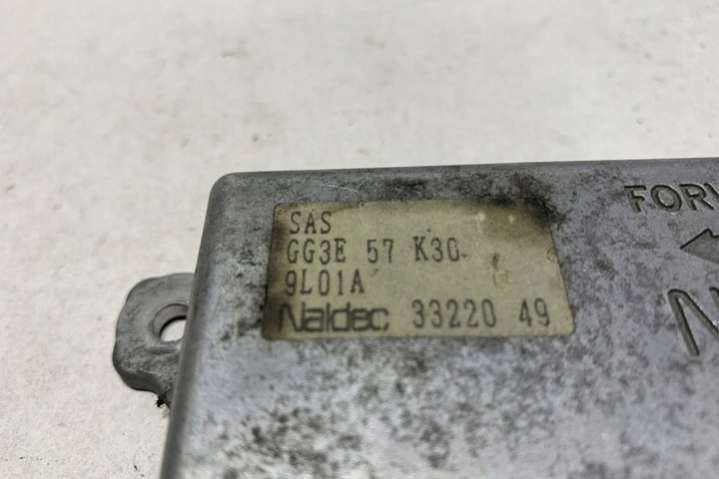 SAS
GG3E 57 K30
9L01A
Naldec 33220 49